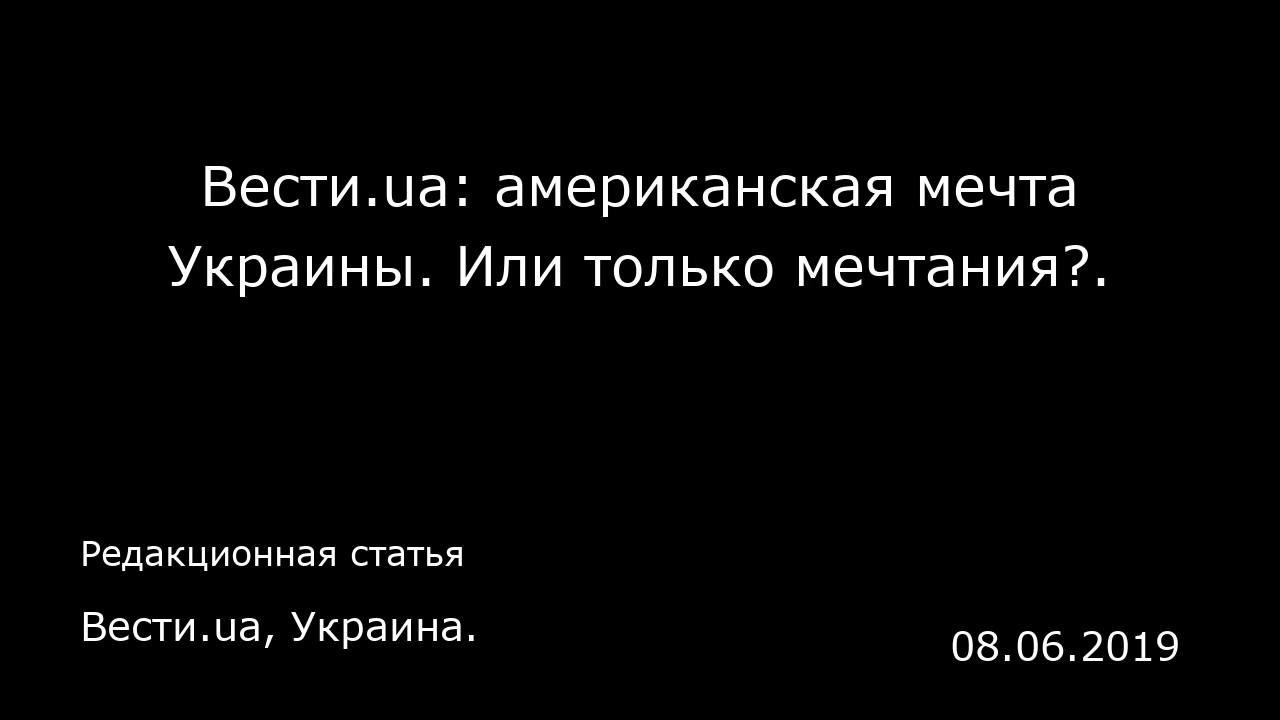 Вести.ua: американская мечта
Украины. Или только мечтания?.
Редакционная статья
Вести.ua, Украина.
08.06.2019